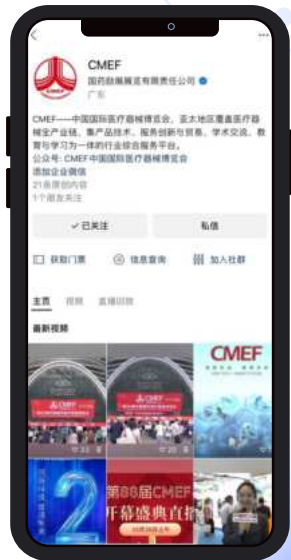 CMEF
国药励展展览有限责任公司
广东
CMEF——中国国际医疗器械博览会，亚太地区覆盖医疗器
械全产业链、集产品技术、服务创新与贸易、学术交流、教
育与学习为一体的行业综合服务平台。
公众号: CMEF中国国际医疗器械博览会
添加企业微信
21条原创内容
1个朋友关注
已关注 私信
获取门票 信息查询 加入社群
主页 视频 直播回放
最新视频
CMEF
第88届CMEF
开幕盛典直播